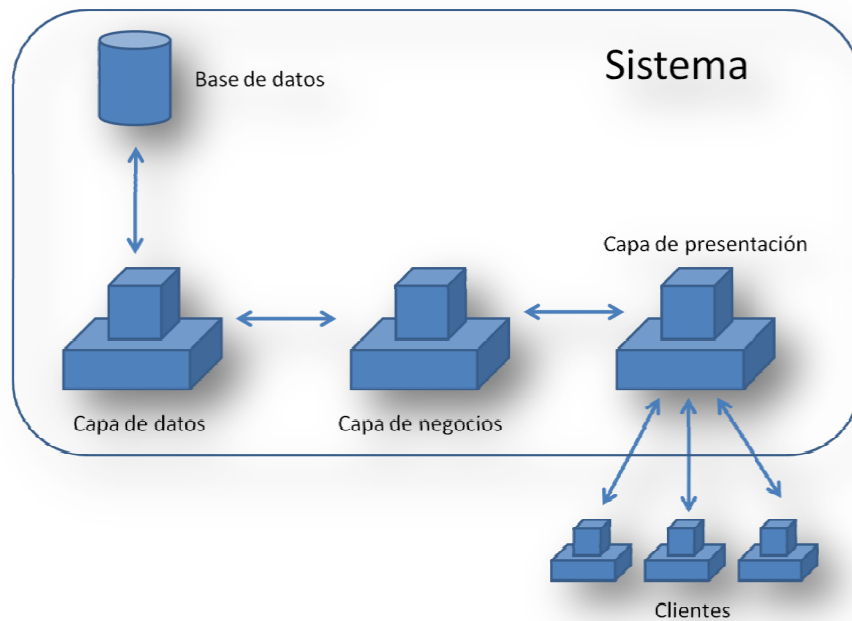 Sistema
Base de datos
Capa de presentación
Capa de datos
Capa de negocios
Clientes